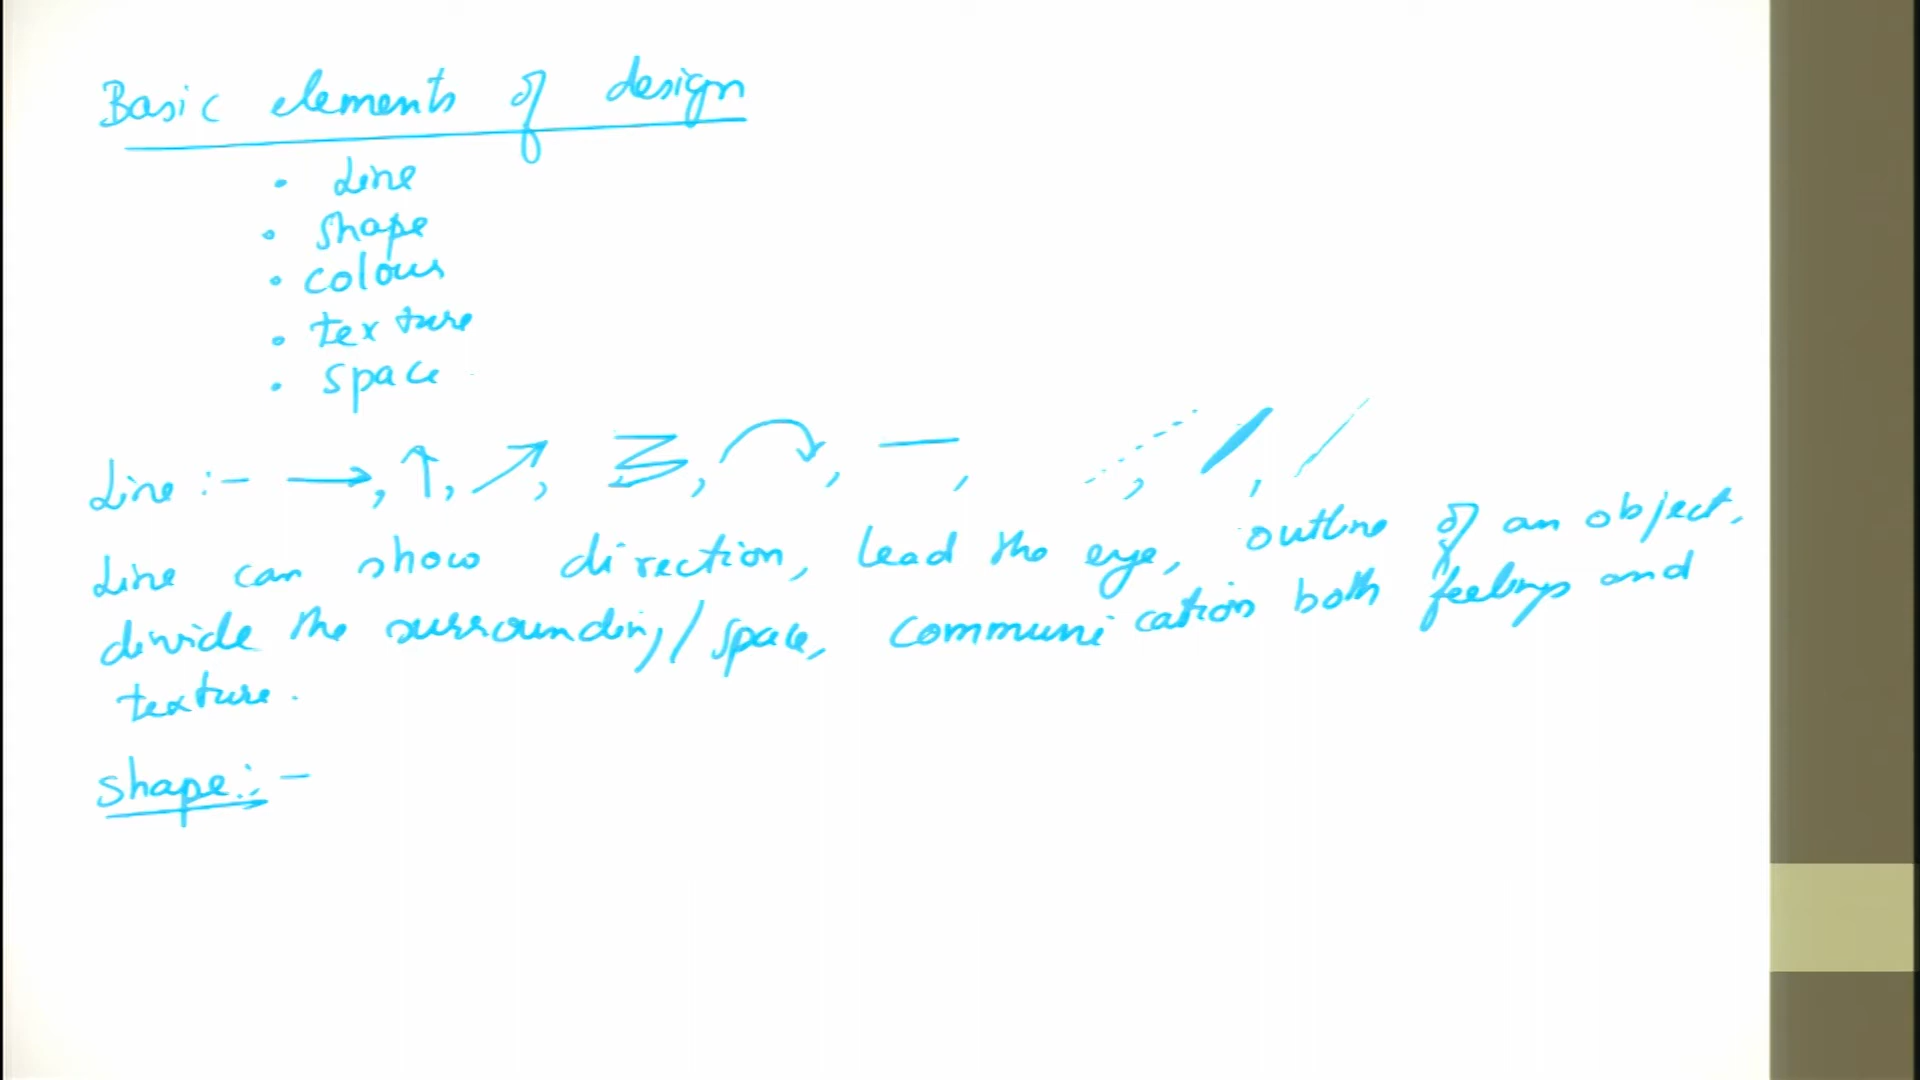 Basic elements of design
• Line
• shape
• colour
• texture
• space
Line :- →, ↑, ↗, , , —, , ,
Line can show direction, lead the eye, outline of an object,
divide the surrounding/space, communication both feelings and
texture.
shape: -